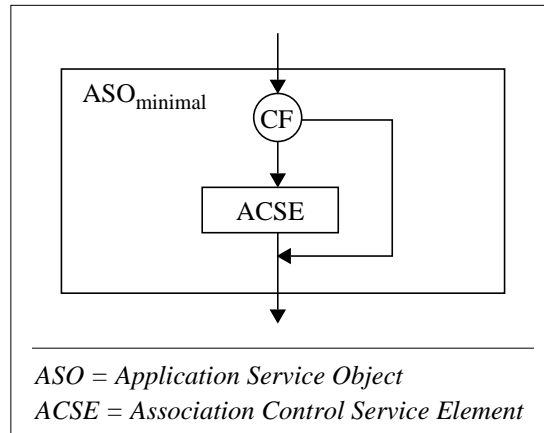 ASOminimal
CF
ACSE
ASO = Application Service Object
ACSE = Association Control Service Element